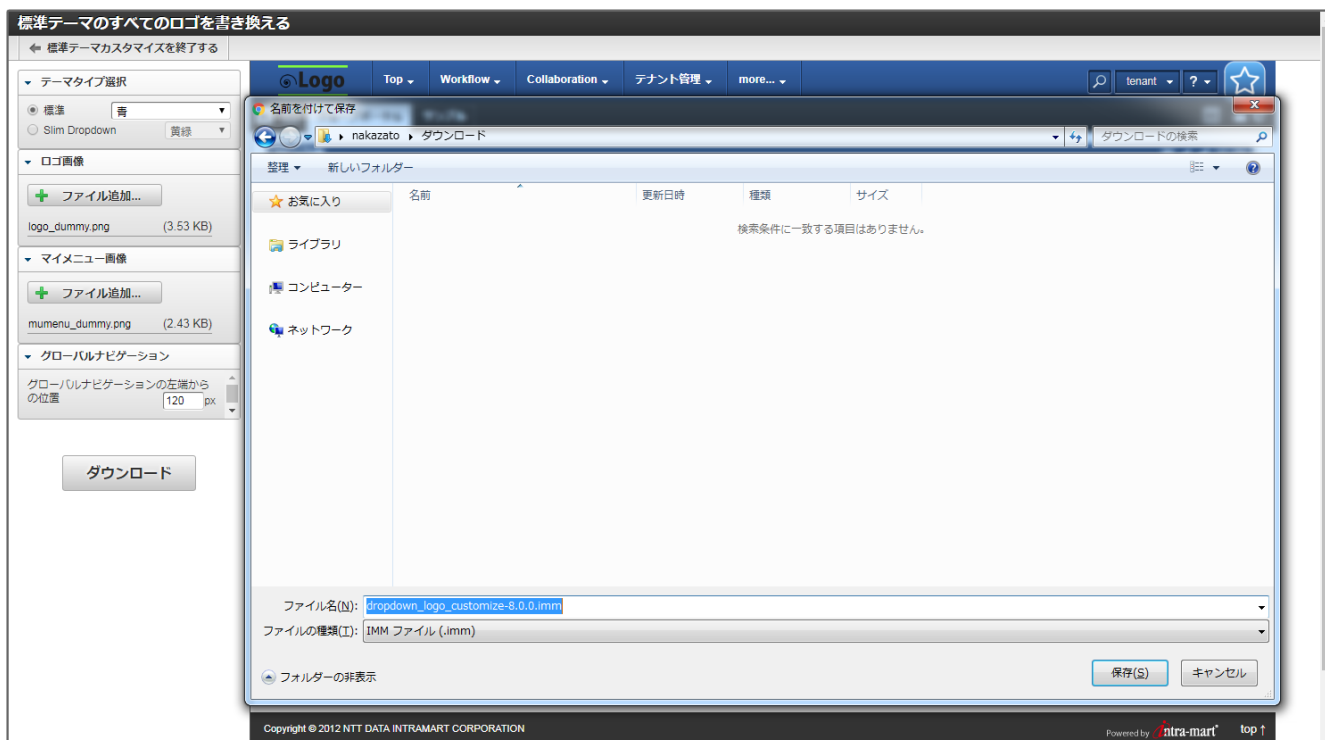 標準テーマのすべてのロゴを書き換える
標準テーマカスタマイズを終了する
テーマタイプ選択
標準 青
Slim Dropdown 黄緑
ロゴ画像
ファイル追加...
logo_dummy.png (3.53 KB)
マイメニュー画像
ファイル追加...
mumenu_dummy.png (2.43 KB)
グローバルナビゲーション
グローバルナビゲーションの左端から
の位置 120 px
ダウンロード
Logo Top Workflow Collaboration テナント管理 more... tenant ?
名前を付けて保存
nakazato ダウンロード ダウンロードの検索
整理 新しいフォルダー
お気に入り
ライブラリ
コンピューター
ネットワーク
名前 更新日時 種類 サイズ
検索条件に一致する項目はありません。
ファイル名(N): dropdown_logo_customize-8.0.0.imm
ファイルの種類(T): IMM ファイル (.imm)
フォルダーの非表示 保存(S) キャンセル
Copyright © 2012 NTT DATA INTRAMART CORPORATION Powered by intra-mart® top ↑